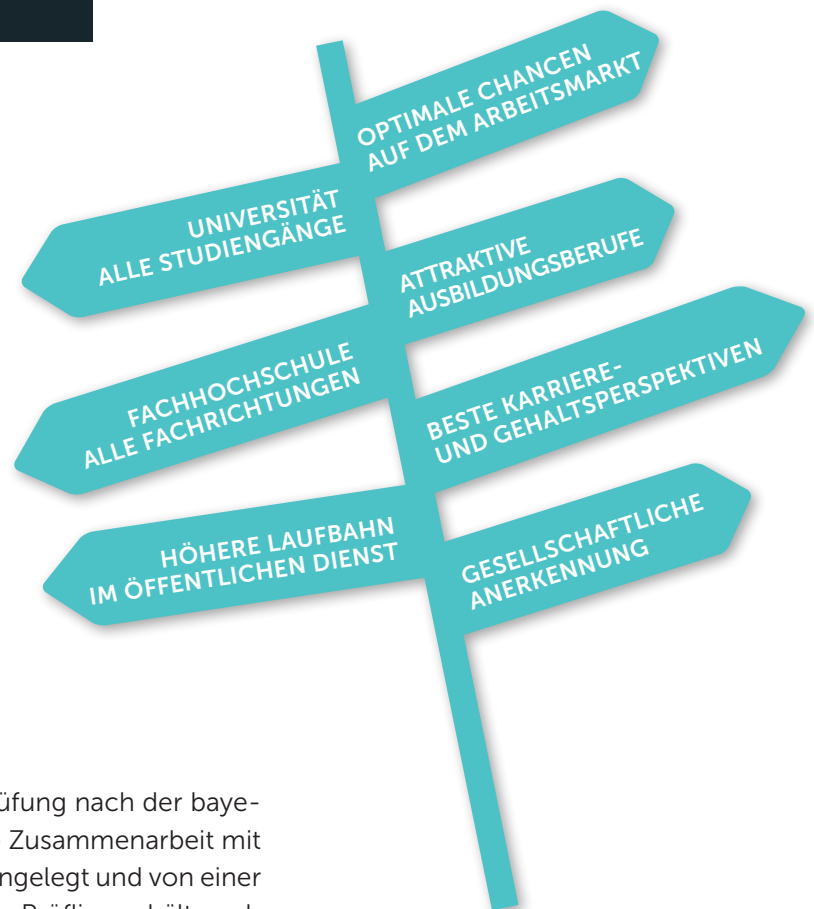 OPTIMALE CHANCEN
AUF DEM ARBEITSMARKT
UNIVERSITÄT
ALLE STUDIENGÄNGE
ATTRAKTIVE
AUSBILDUNGSBERUFE
FACHHOCHSCHULE
ALLE FACHRICHTUNGEN
BESTE KARRIERE-
UND GEHALTSPERSPEKTIVEN
HÖHERE LAUFBAHN
IM ÖFFENTLICHEN DIENST
GESELLSCHAFTLICHE
ANERKENNUNG
üfung nach der baye-
Zusammenarbeit mit
ngelegt und von einer